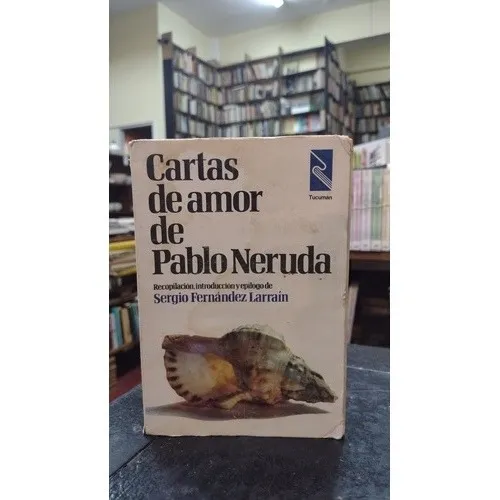 Cartas
de amor
de
Pablo Neruda
Recopilación, introducción y epílogo de
Sergio Fernández Larraín
Tucumán